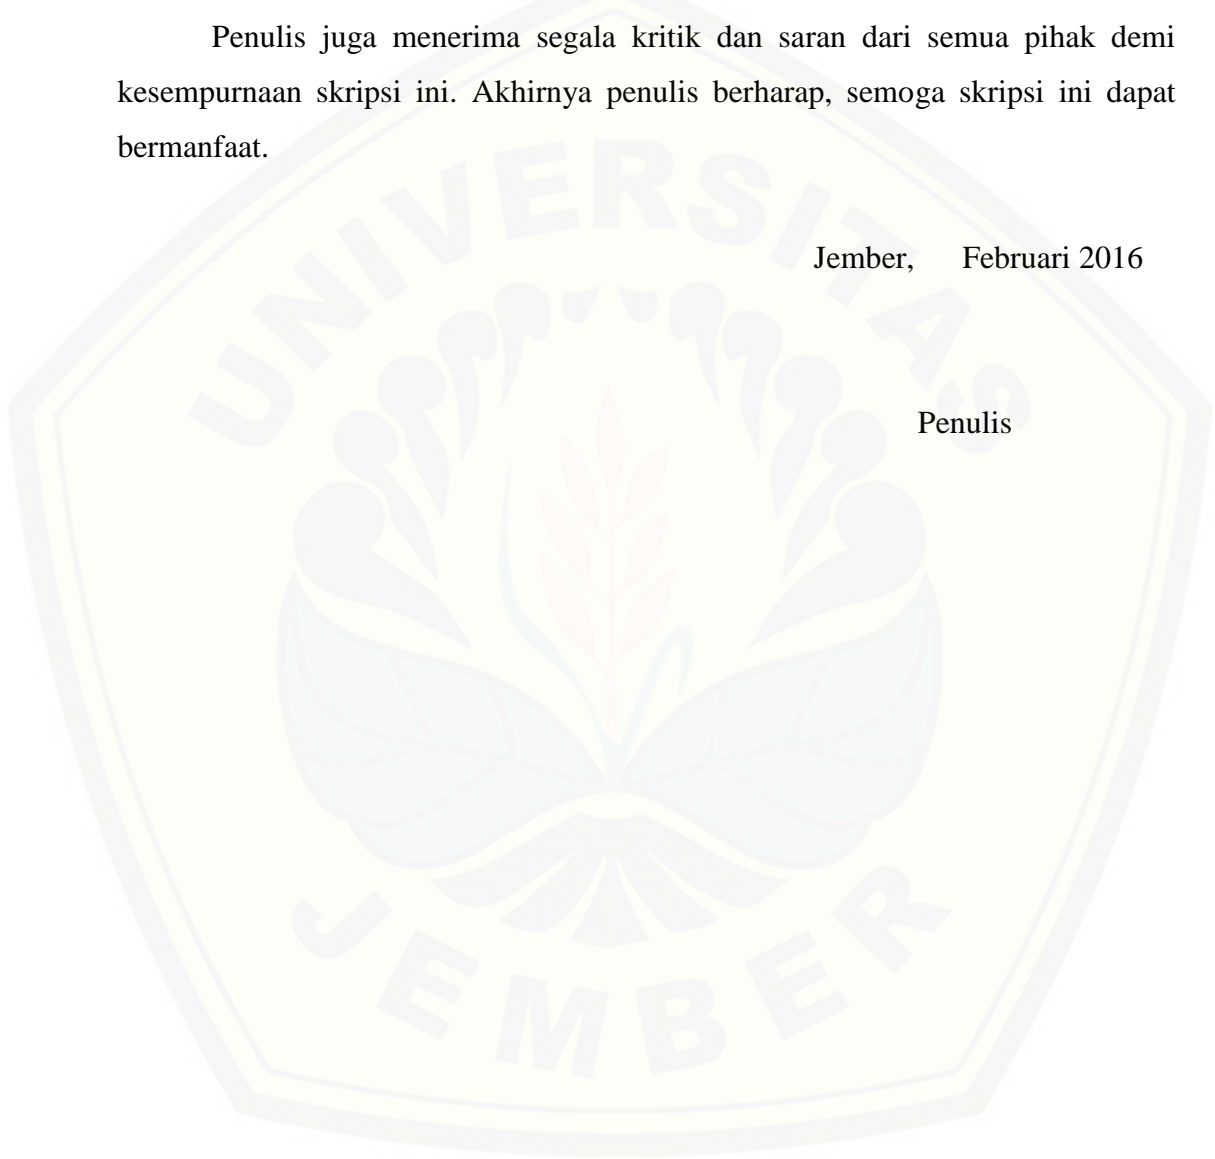 Penulis juga menerima segala kritik dan saran dari semua pihak demi
kesempurnaan skripsi ini. Akhirnya penulis berharap, semoga skripsi ini dapat
bermanfaat.
Jember, Februari 2016
Penulis
UNIVERSITAS
JEMBER